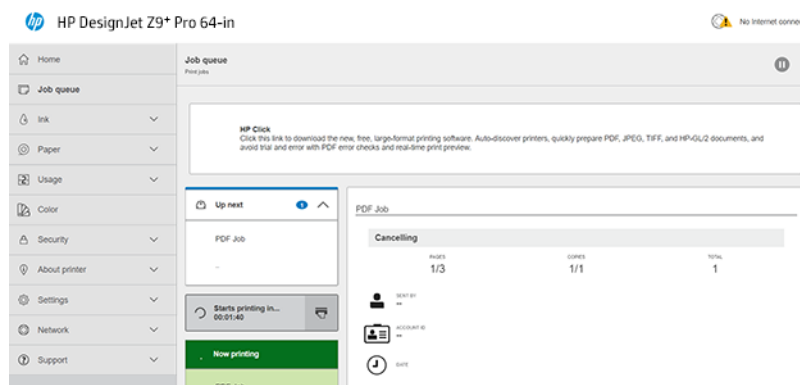 hp HP DesignJet Z9⁺ Pro 64-in
No Internet connec
Home
Job queue
Ink
Paper
Usage
Color
Security
About printer
Settings
Network
Support
Job queue
Print jobs
HP Click
Click this link to download the new, free, large-format printing software. Auto-discover printers, quickly prepare PDF, JPEG, TIFF, and HP-GL/2 documents, and
avoid trial and error with PDF error checks and real-time print preview.
Up next 1
PDF Job
--
Starts printing in...
00:01:40
Now printing
PDF Job
PDF Job
Cancelling
PAGES COPIES TOTAL
1/3 1/1 1
SENT BY
--
ACCOUNT ID
--
DATE